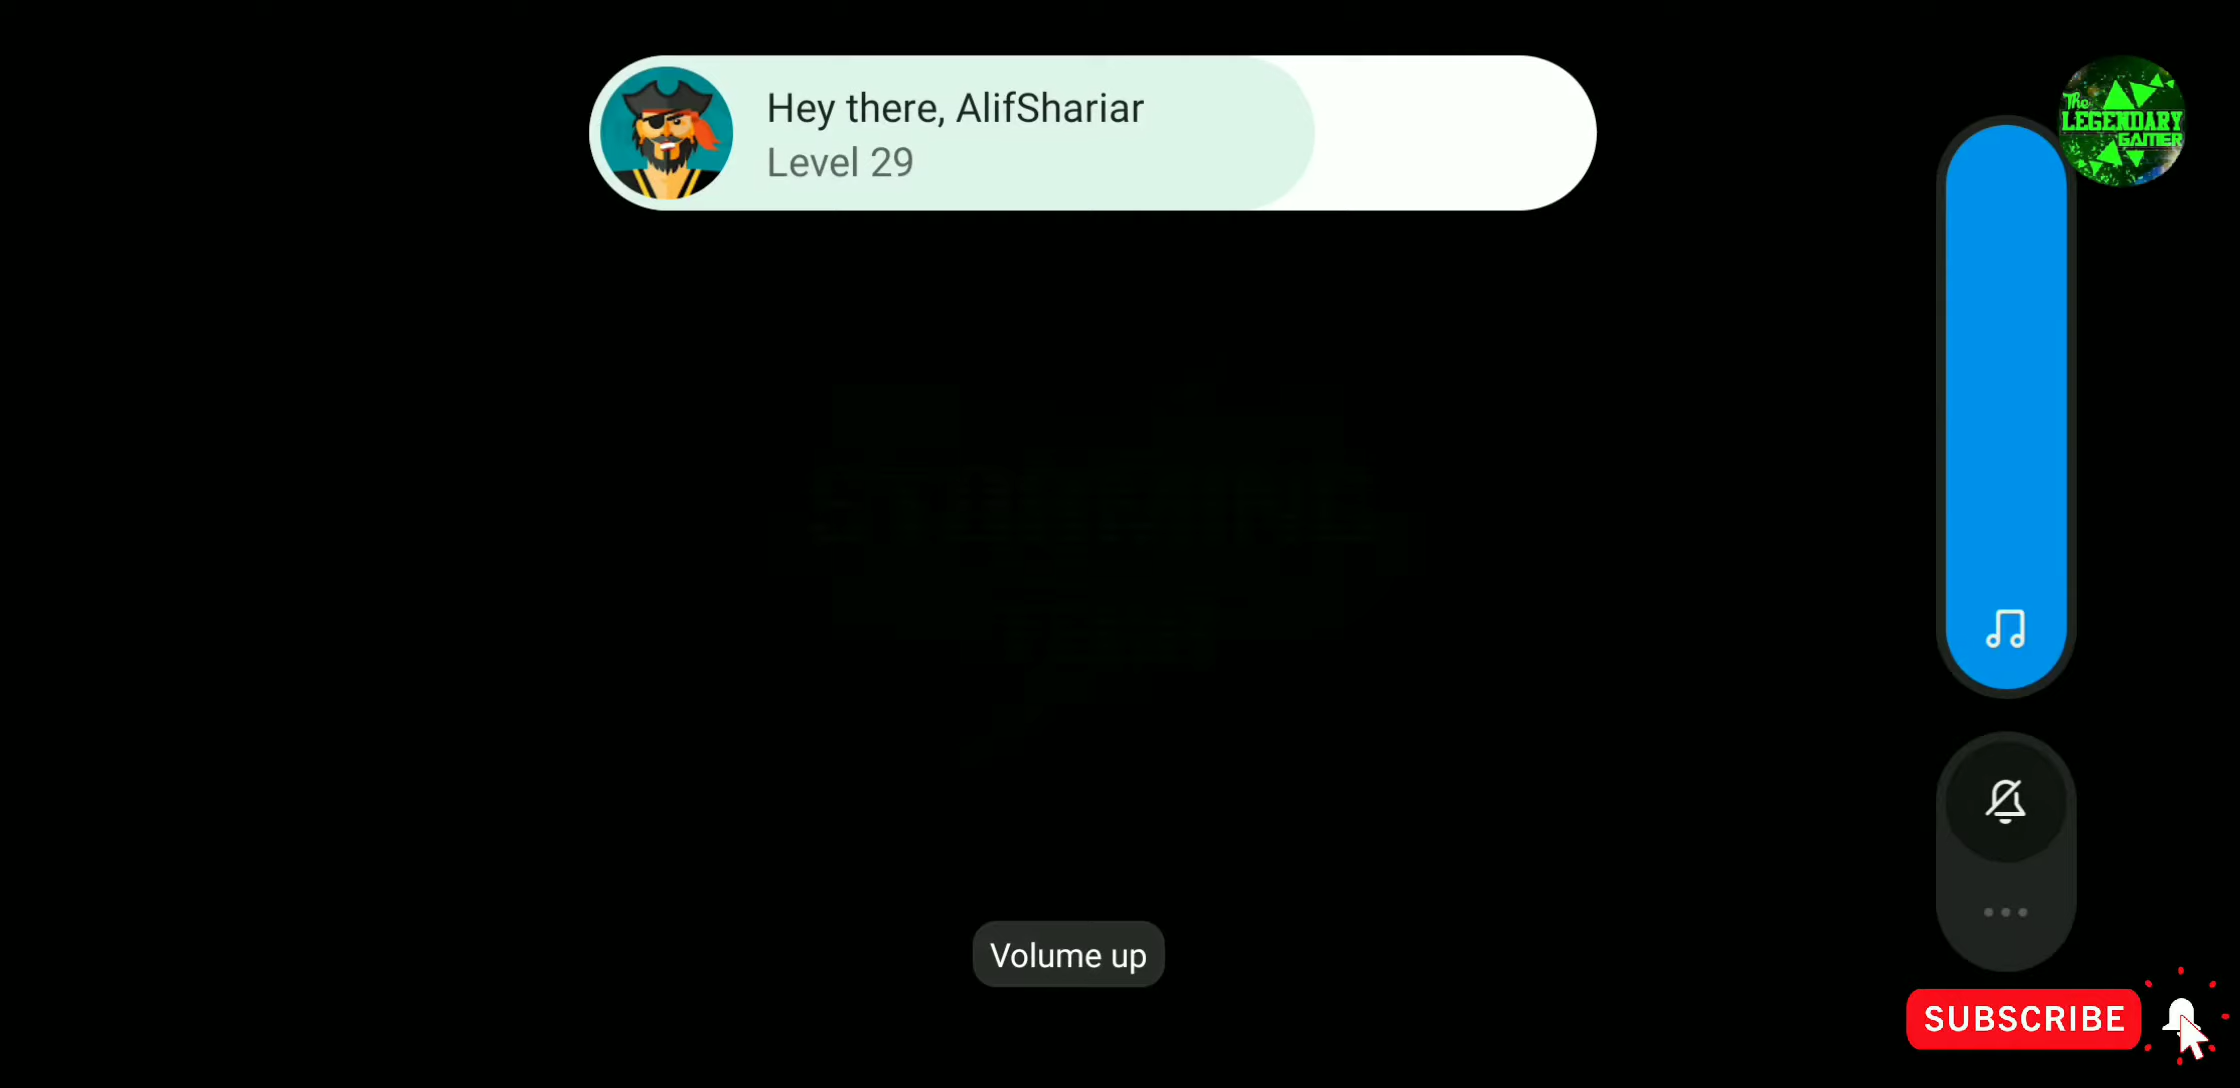 Hey there, AlifShariar
Level 29
The
LEGENDARY
GAMER
Volume up
SUBSCRIBE